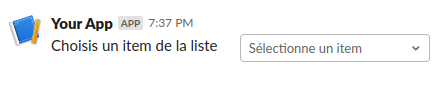 Your App APP 7:37 PM
Choisis un item de la liste Sélectionne un item